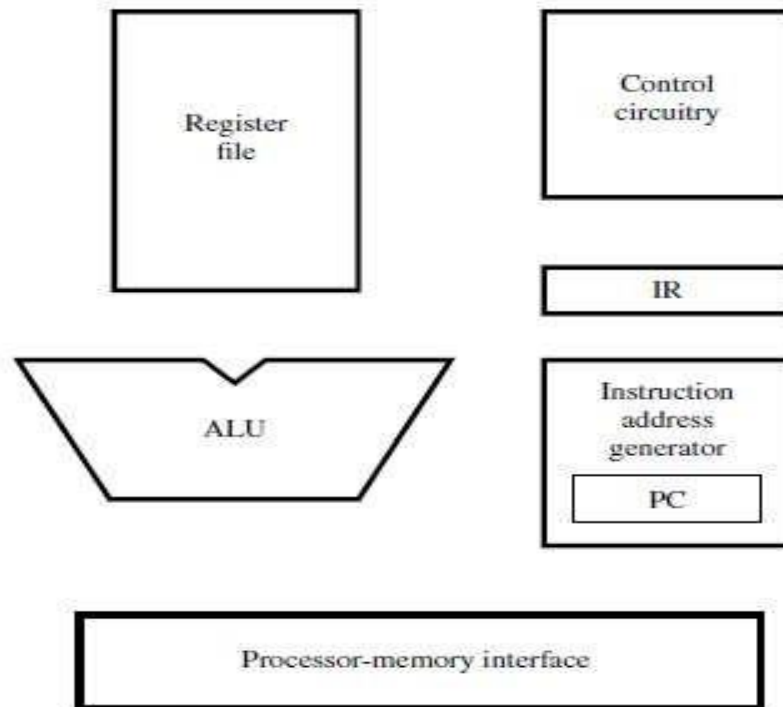 Register
file
Control
circuitry
IR
ALU
Instruction
address
generator
PC
Processor-memory interface